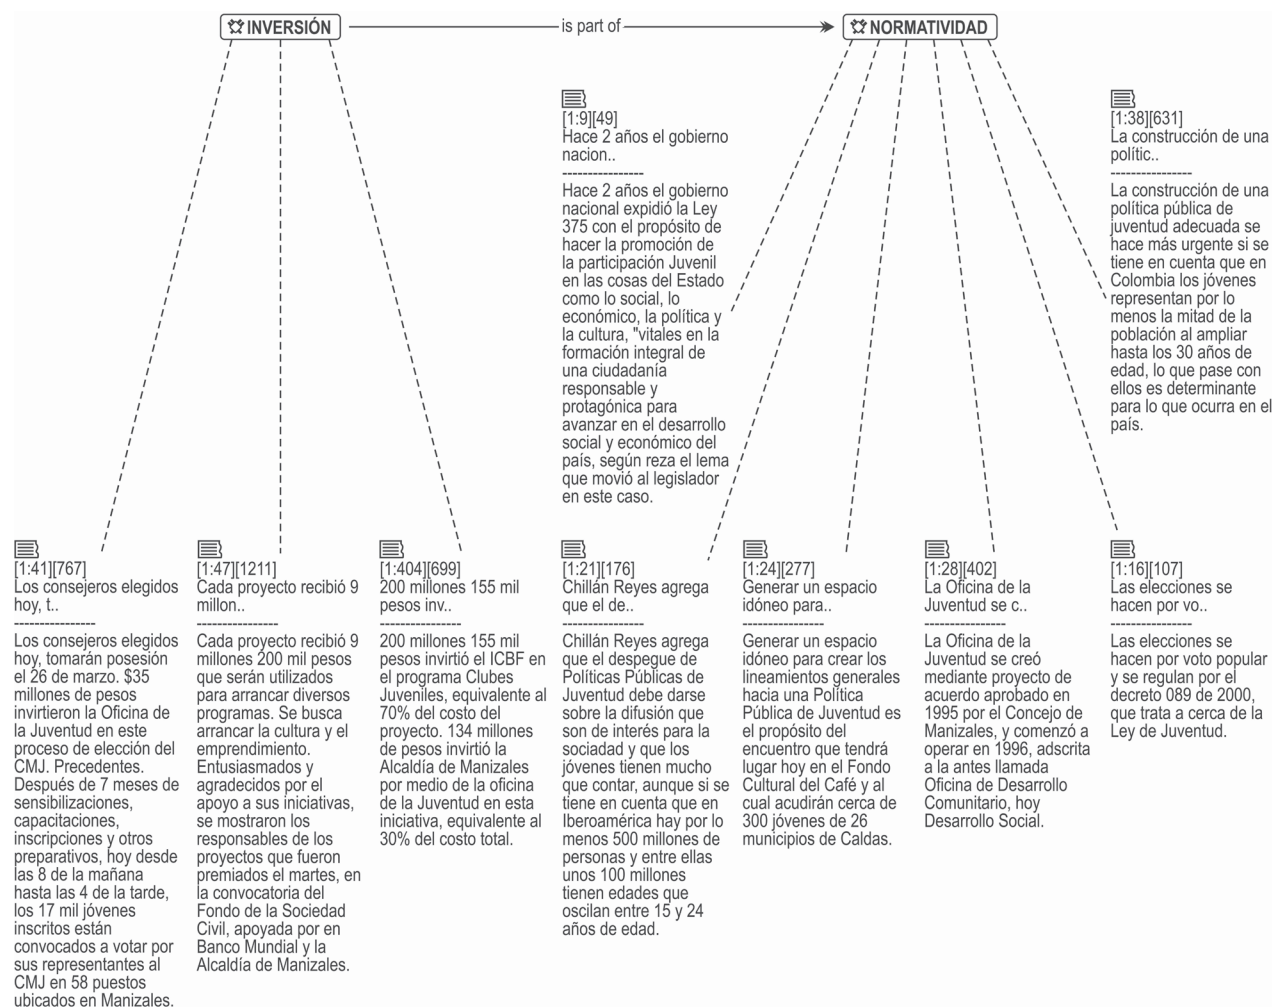 INVERSIÓN
is part of
NORMATIVIDAD
[1:9][49]
Hace 2 años el gobierno
nacion..
----------------
Hace 2 años el gobierno
nacional expidió la Ley
375 con el propósito de
hacer la promoción de
la participación Juvenil
en las cosas del Estado
como lo social, lo
económico, la política y
la cultura, "vitales en la
formación integral de
una ciudadanía
responsable y
protagónica para
avanzar en el desarrollo
social y económico del
país, según reza el lema
que movió al legislador
en este caso.
[1:38][631]
La construcción de una
polític..
----------------
La construcción de una
política pública de
juventud adecuada se
hace más urgente si se
tiene en cuenta que en
Colombia los jóvenes
representan por lo
menos la mitad de la
población al ampliar
hasta los 30 años de
edad, lo que pase con
ellos es determinante
para lo que ocurra en el
país.
[1:41][767]
Los consejeros elegidos
hoy, t..
----------------
Los consejeros elegidos
hoy, tomarán posesión
el 26 de marzo. $35
millones de pesos
invirtieron la Oficina de
la Juventud en este
proceso de elección del
CMJ. Precedentes.
Después de 7 meses de
sensibilizaciones,
capacitaciones,
inscripciones y otros
preparativos, hoy desde
las 8 de la mañana
hasta las 4 de la tarde,
los 17 mil jóvenes
inscritos están
convocados a votar por
sus representantes al
CMJ en 58 puestos
ubicados en Manizales.
[1:47][1211]
Cada proyecto recibió 9
millon..
----------------
Cada proyecto recibió 9
millones 200 mil pesos
que serán utilizados
para arrancar diversos
programas. Se busca
arrancar la cultura y el
emprendimiento.
Entusiasmados y
agradecidos por el
apoyo a sus iniciativas,
se mostraron los
responsables de los
proyectos que fueron
premiados el martes, en
la convocatoria del
Fondo de la Sociedad
Civil, apoyada por en
Banco Mundial y la
Alcaldía de Manizales.
[1:404][699]
200 millones 155 mil
pesos inv..
----------------
200 millones 155 mil
pesos invirtió el ICBF en
el programa Clubes
Juveniles, equivalente al
70% del costo del
proyecto. 134 millones
de pesos invirtió la
Alcaldía de Manizales
por medio de la oficina
de la Juventud en esta
iniciativa, equivalente al
30% del costo total.
[1:21][176]
Chillán Reyes agrega
que el de..
----------------
Chillán Reyes agrega
que el despegue de
Políticas Públicas de
Juventud debe darse
sobre la difusión que
son de interés para la
sociadad y que los
jóvenes tienen mucho
que contar, aunque si se
tiene en cuenta que en
Iberoamérica hay por lo
menos 500 millones de
personas y entre ellas
unos 100 millones
tienen edades que
oscilan entre 15 y 24
años de edad.
[1:24][277]
Generar un espacio
idóneo para..
----------------
Generar un espacio
idóneo para crear los
lineamientos generales
hacia una Política
Pública de Juventud es
el propósito del
encuentro que tendrá
lugar hoy en el Fondo
Cultural del Café y al
cual acudirán cerca de
300 jóvenes de 26
municipios de Caldas.
[1:28][402]
La Oficina de la
Juventud se c..
----------------
La Oficina de la
Juventud se creó
mediante proyecto de
acuerdo aprobado en
1995 por el Concejo de
Manizales, y comenzó a
operar en 1996, adscrita
a la antes llamada
Oficina de Desarrollo
Comunitario, hoy
Desarrollo Social.
[1:16][107]
Las elecciones se
hacen por vo..
----------------
Las elecciones se
hacen por voto popular
y se regulan por el
decreto 089 de 2000,
que trata a cerca de la
Ley de Juventud.